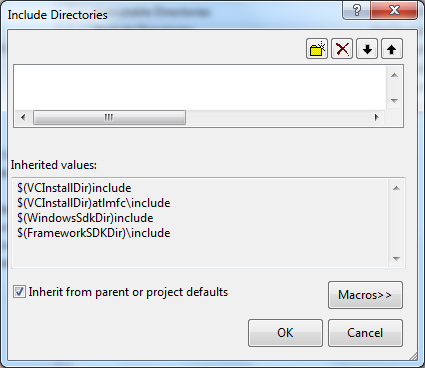 Include Directories
Inherited values:
$(VCInstallDir)include
$(VCInstallDir)atlmfc\include
$(WindowsSdkDir)include
$(FrameworkSDKDir)\include
Inherit from parent or project defaults
Macros>>
OK
Cancel